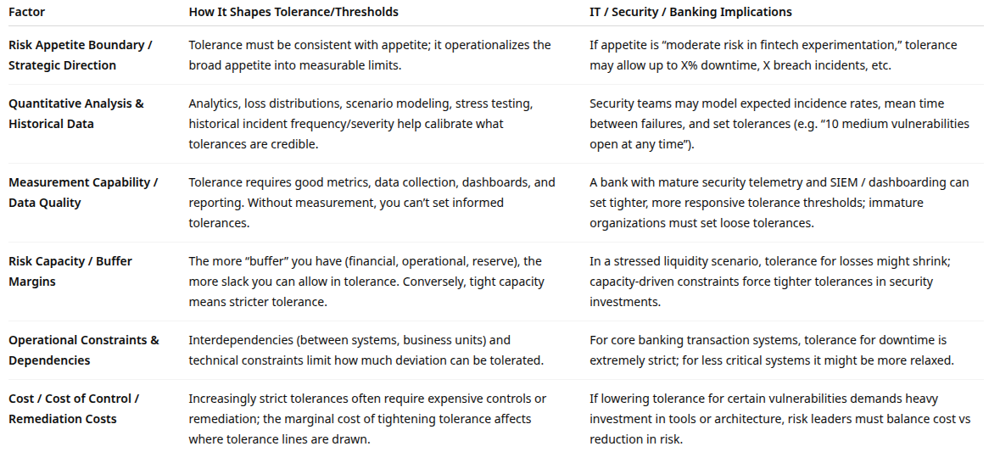 Factor How It Shapes Tolerance/Thresholds IT / Security / Banking Implications
Risk Appetite Boundary / Tolerance must be consistent with appetite; it operationalizes the If appetite is “moderate risk in fintech experimentation,” tolerance
Strategic Direction broad appetite into measurable limits. may allow up to X% downtime, X breach incidents, etc.
Quantitative Analysis & Analytics, loss distributions, scenario modeling, stress testing, Security teams may model expected incidence rates, mean time
Historical Data historical incident frequency/severity help calibrate what between failures, and set tolerances (e.g. “10 medium vulnerabilities
tolerances are credible. open at any time”).
Measurement Capability / Tolerance requires good metrics, data collection, dashboards, and A bank with mature security telemetry and SIEM / dashboarding can
Data Quality reporting. Without measurement, you can’t set informed set tighter, more responsive tolerance thresholds; immature
tolerances. organizations must set loose tolerances.
Risk Capacity / Buffer The more “buffer” you have (financial, operational, reserve), the In a stressed liquidity scenario, tolerance for losses might shrink;
Margins more slack you can allow in tolerance. Conversely, tight capacity capacity-driven constraints force tighter tolerances in security
means stricter tolerance. investments.
Operational Constraints & Interdependencies (between systems, business units) and For core banking transaction systems, tolerance for downtime is
Dependencies technical constraints limit how much deviation can be tolerated. extremely strict; for less critical systems it might be more relaxed.
Cost / Cost of Control / Increasingly strict tolerances often require expensive controls or If lowering tolerance for certain vulnerabilities demands heavy
Remediation Costs remediation; the marginal cost of tightening tolerance affects investment in tools or architecture, risk leaders must balance cost vs
where tolerance lines are drawn. reduction in risk.